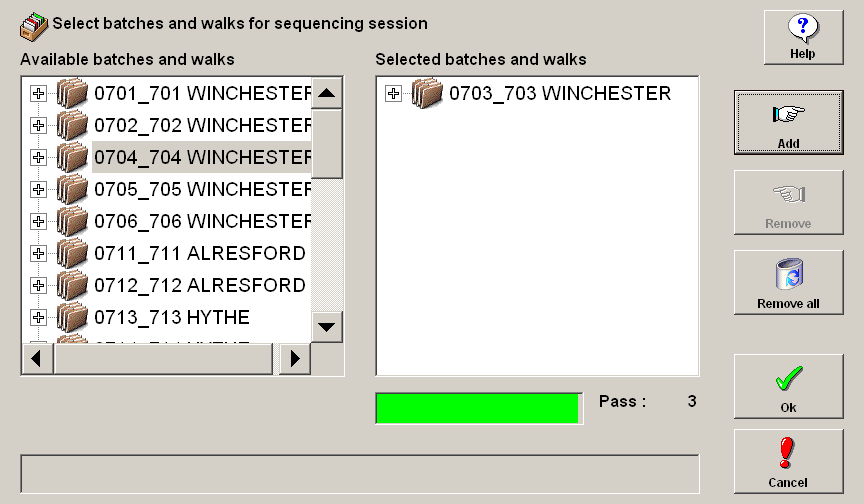 Select batches and walks for sequencing session
Help
Available batches and walks
Selected batches and walks
0701_701 WINCHESTER
0702_702 WINCHESTER
0704_704 WINCHESTER
0705_705 WINCHESTER
0706_706 WINCHESTER
0711_711 ALRESFORD
0712_712 ALRESFORD
0713_713 HYTHE
0703_703 WINCHESTER
Add
Remove
Remove all
Pass : 3
Ok
Cancel